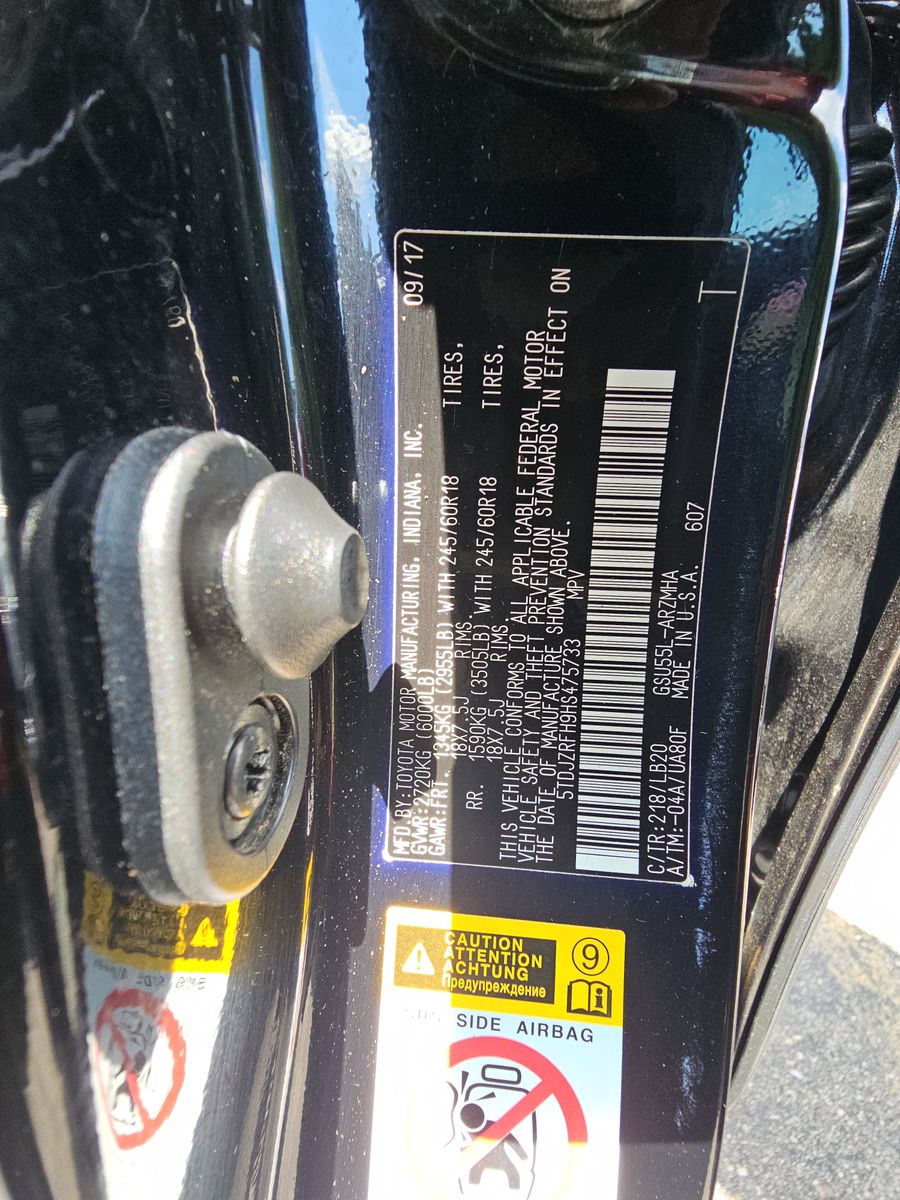 MFD BY:TOYOTA MOTOR MANUFACTURING, INDIANA, INC. 09/17
GVWR:2720KG (6000LB)
GAWR:FRT. 1345KG (2955LB) WITH 245/60R18 TIRES,
18X7.5J RIMS,
RR. 1590KG (3505LB) WITH 245/60R18 TIRES,
18X7.5J RIMS.
THIS VEHICLE CONFORMS TO ALL APPLICABLE FEDERAL MOTOR
VEHICLE SAFETY AND THEFT PREVENTION STANDARDS IN EFFECT ON
THE DATE OF MANUFACTURE SHOWN ABOVE.
5TDJZRFH9HS475733 MPV
C/TR:218/LB20 GSU55L-ARZMHA 607
A/TM:-04A/UA80F MADE IN U.S.A.
T
CAUTION
ATTENTION
ACHTUNG
Предупреждение
9
i
SIDE AIRBAG